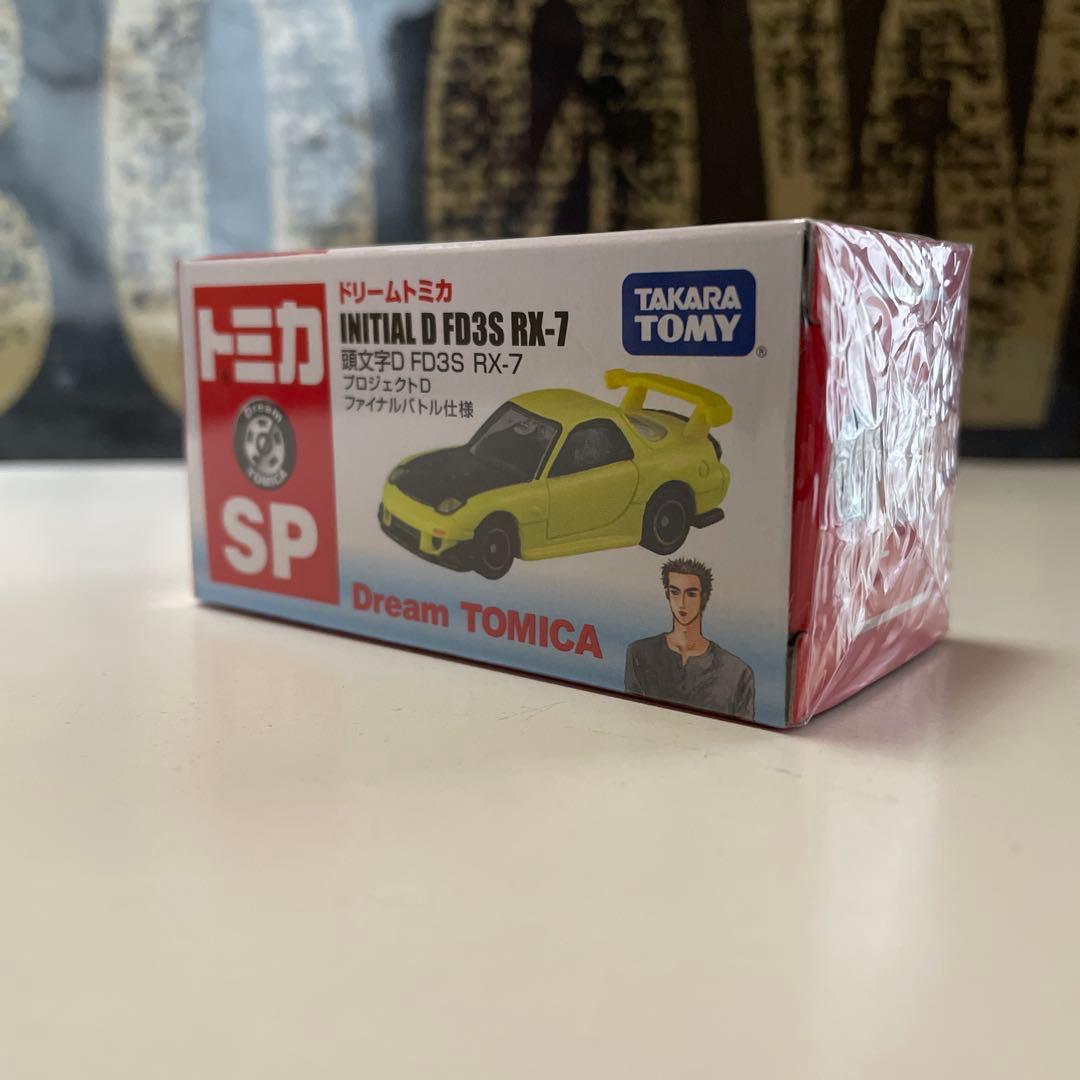 トミカ
Dream
TOMICA
SP
ドリームトミカ
INITIAL D FD3S RX-7
頭文字D FD3S RX-7
プロジェクトD
ファイナルバトル仕様
Dream TOMICA
TAKARA
TOMY
®